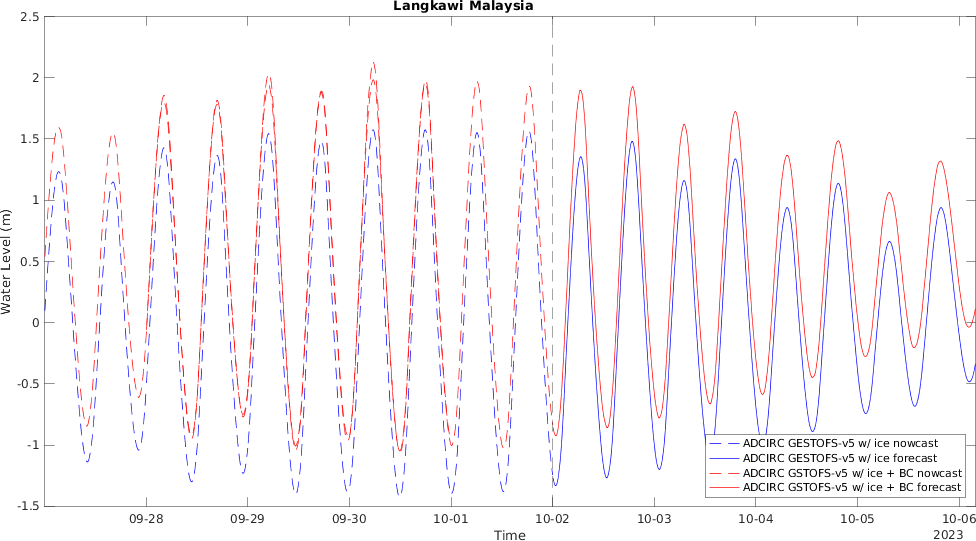 Langkawi Malaysia
2.5
2
1.5
1
0.5
0
-0.5
-1
-1.5
Water Level (m)
ADCIRC GESTOFS-v5 w/ ice nowcast
ADCIRC GESTOFS-v5 w/ ice forecast
ADCIRC GSTOFS-v5 w/ ice + BC nowcast
ADCIRC GSTOFS-v5 w/ ice + BC forecast
09-28 09-29 09-30 10-01 10-02 10-03 10-04 10-05 10-06
Time
2023